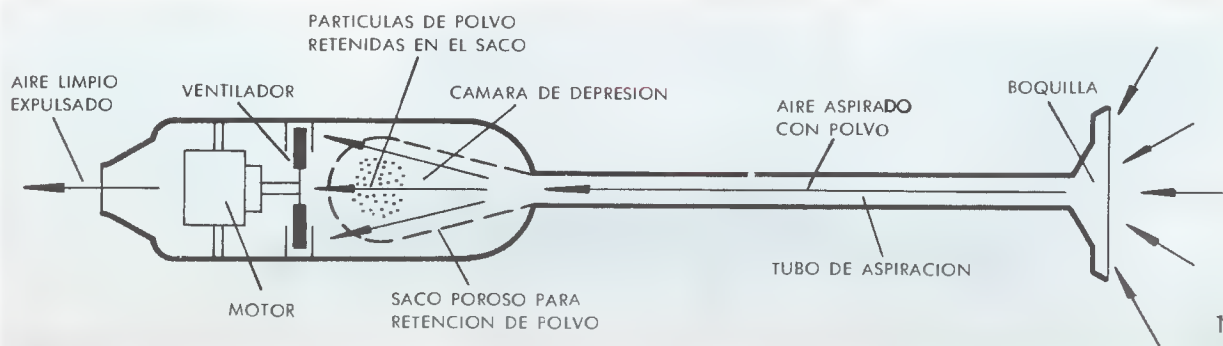 PARTICULAS DE POLVO
RETENIDAS EN EL SACO
AIRE LIMPIO
EXPULSADO
VENTILADOR
CAMARA DE DEPRESION
AIRE ASPIRADO
CON POLVO
BOQUILLA
MOTOR
SACO POROSO PARA
RETENCION DE POLVO
TUBO DE ASPIRACION